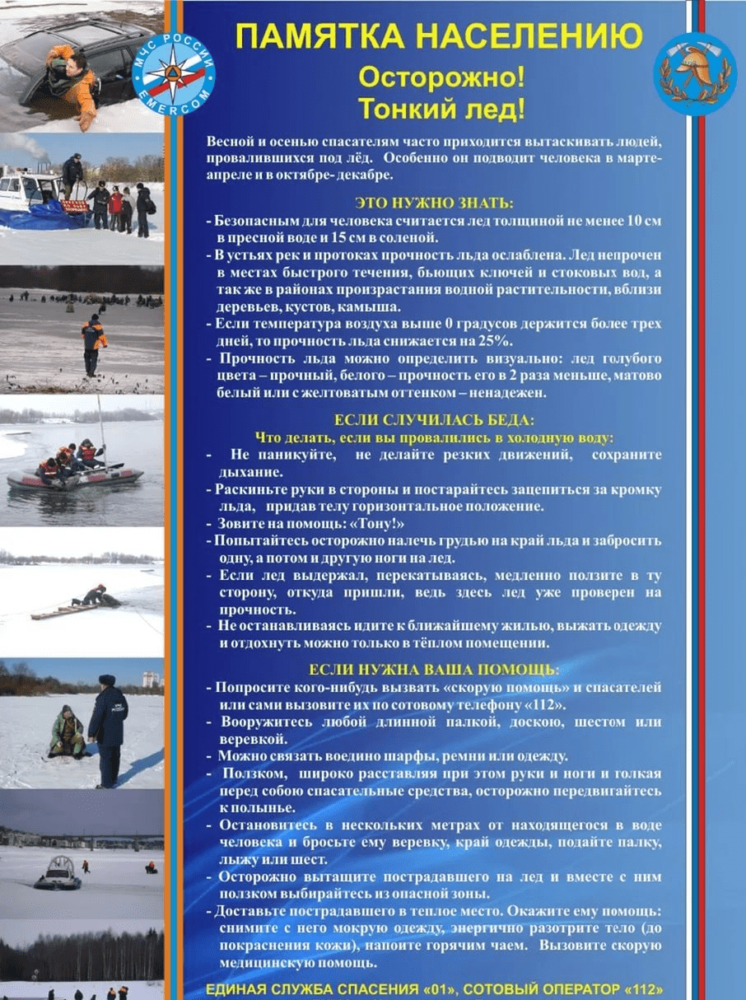 МЧС РОССИИ
EMERCOM
ПАМЯТКА НАСЕЛЕНИЮ
Осторожно!
Тонкий лед!
Весной и осенью спасателям часто приходится вытаскивать людей,
провалившихся под лёд. Особенно он подводит человека в марте-
апреле и в октябре- декабре.
ЭТО НУЖНО ЗНАТЬ:
- Безопасным для человека считается лед толщиной не менее 10 см
в пресной воде и 15 см в соленой.
- В устьях рек и протоках прочность льда ослаблена. Лед непрочен
в местах быстрого течения, бьющих ключей и стоковых вод, а
так же в районах произрастания водной растительности, вблизи
деревьев, кустов, камыша.
- Если температура воздуха выше 0 градусов держится более трех
дней, то прочность льда снижается на 25%.
- Прочность льда можно определить визуально: лед голубого
цвета – прочный, белого – прочность его в 2 раза меньше, матово
белый или с желтоватым оттенком – ненадежен.
ЕСЛИ СЛУЧИЛАСЬ БЕДА:
Что делать, если вы провалились в холодную воду:
- Не паникуйте, не делайте резких движений, сохраните
дыхание.
- Раскиньте руки в стороны и постарайтесь зацепиться за кромку
льда, придав телу горизонтальное положение.
- Зовите на помощь: «Тону!»
- Попытайтесь осторожно налечь грудью на край льда и забросить
одну, а потом и другую ноги на лед.
- Если лед выдержал, перекатываясь, медленно ползите в ту
сторону, откуда пришли, ведь здесь лед уже проверен на
прочность.
- Не останавливаясь идите к ближайшему жилью, выжать одежду
и отдохнуть можно только в тёплом помещении.
ЕСЛИ НУЖНА ВАША ПОМОЩЬ:
- Попросите кого-нибудь вызвать «скорую помощь» и спасателей
или сами вызовите их по сотовому телефону «112».
- Вооружитесь любой длинной палкой, доскою, шестом или
веревкой.
- Можно связать воедино шарфы, ремни или одежду.
- Ползком, широко расставляя при этом руки и ноги и толкая
перед собою спасательные средства, осторожно передвигайтесь
к полынье.
- Остановитесь в нескольких метрах от находящегося в воде
человека и бросьте ему веревку, край одежды, подайте палку,
лыжу или шест.
- Осторожно вытащите пострадавшего на лед и вместе с ним
ползком выбирайтесь из опасной зоны.
- Доставьте пострадавшего в теплое место. Окажите ему помощь:
снимите с него мокрую одежду, энергично разотрите тело (до
покраснения кожи), напоите горячим чаем. Вызовите скорую
медицинскую помощь.
ЕДИНАЯ СЛУЖБА СПАСЕНИЯ «01», СОТОВЫЙ ОПЕРАТОР «112»